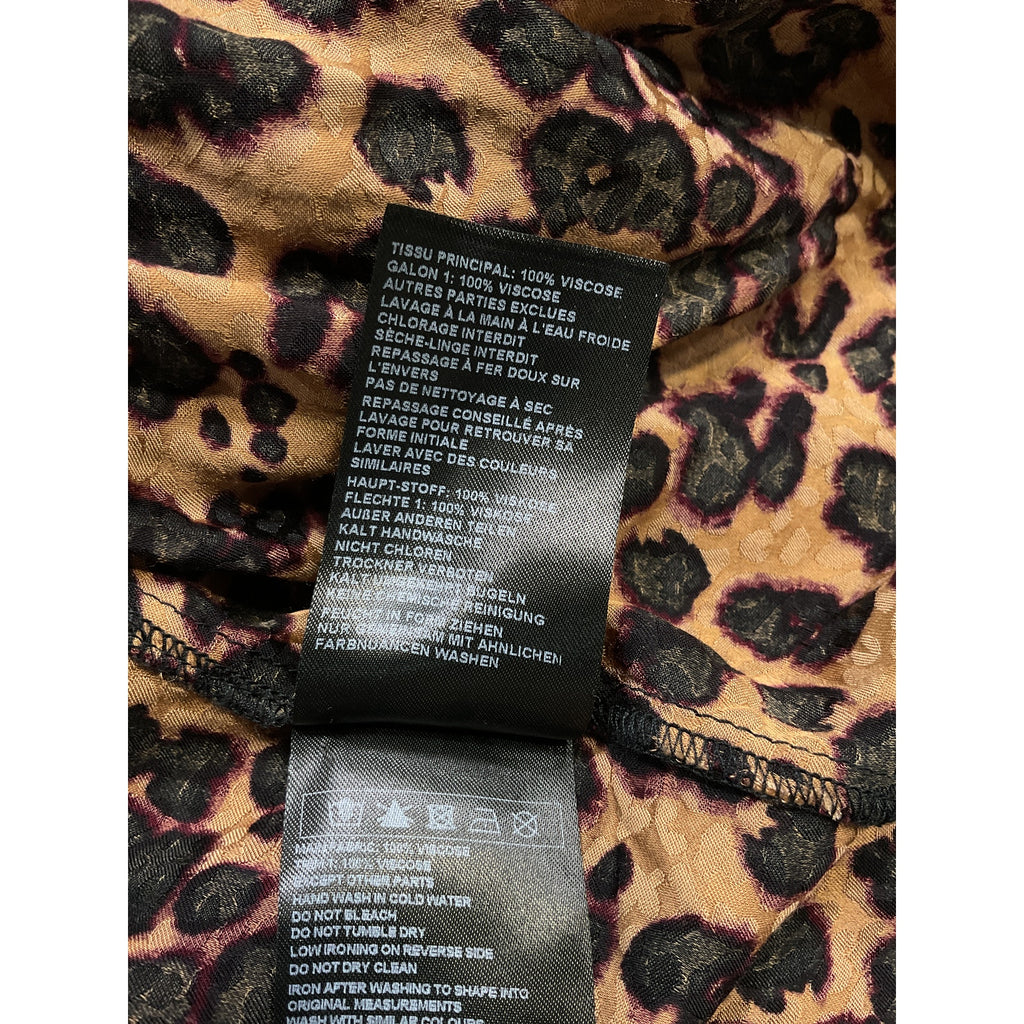 TISSU PRINCIPAL: 100% VISCOSE
GALON 1: 100% VISCOSE
AUTRES PARTIES EXCLUES
LAVAGE À LA MAIN À L'EAU FROIDE
CHLORAGE INTERDIT
SÈCHE-LINGE INTERDIT
REPASSAGE À FER DOUX SUR
L'ENVERS
PAS DE NETTOYAGE À SEC
REPASSAGE CONSEILLÉ APRÈS
LAVAGE POUR RETROUVER SA
FORME INITIALE
LAVER AVEC DES COULEURS
SIMILAIRES
HAUPT-STOFF: 100% VISKOSE
FLECHTE 1: 100% VISKOSE
AUßER ANDEREN TEILEN
KALT HANDWÄSCHE
NICHT CHLOREN
TROCKNER VERBOTEN
KALT BÜGELN
REINIGUNG
FORM ZIEHEN
MIT ÄHNLICHEN
FARBNUANCEN WASHEN
100% VISCOSE
100% VISCOSE
EXCEPT OTHER PARTS
HAND WASH IN COLD WATER
DO NOT BLEACH
DO NOT TUMBLE DRY
LOW IRONING ON REVERSE SIDE
DO NOT DRY CLEAN
IRON AFTER WASHING TO SHAPE INTO
ORIGINAL MEASUREMENTS
WASH WITH SIMILAR COLOURS